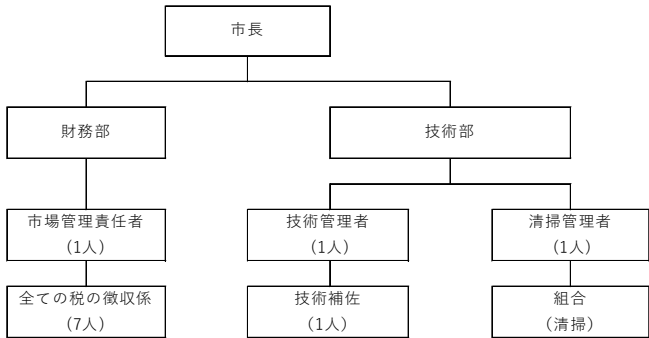 市長
財務部
技術部
市場管理責任者
(1人)
技術管理者
(1人)
清掃管理者
(1人)
全ての税の徴収係
(7人)
技術補佐
(1人)
組合
(清掃)